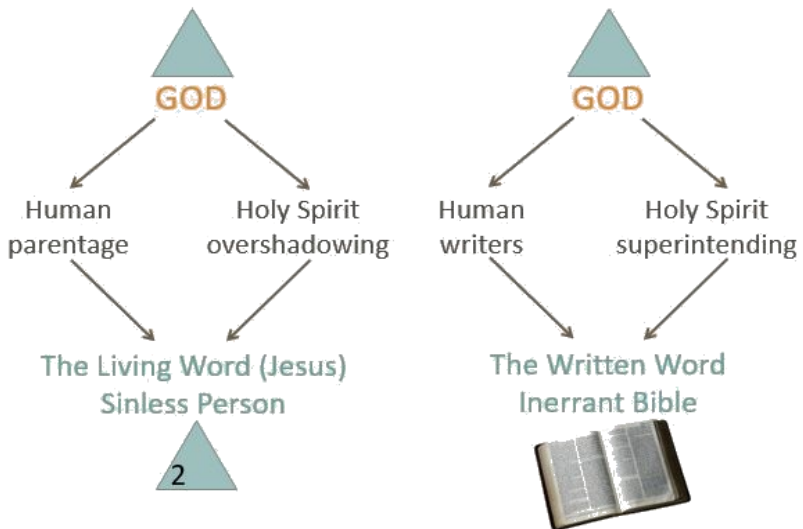 GOD
Human
parentage
Holy Spirit
overshadowing
The Living Word (Jesus)
Sinless Person
2
GOD
Human
writers
Holy Spirit
superintending
The Written Word
Inerrant Bible